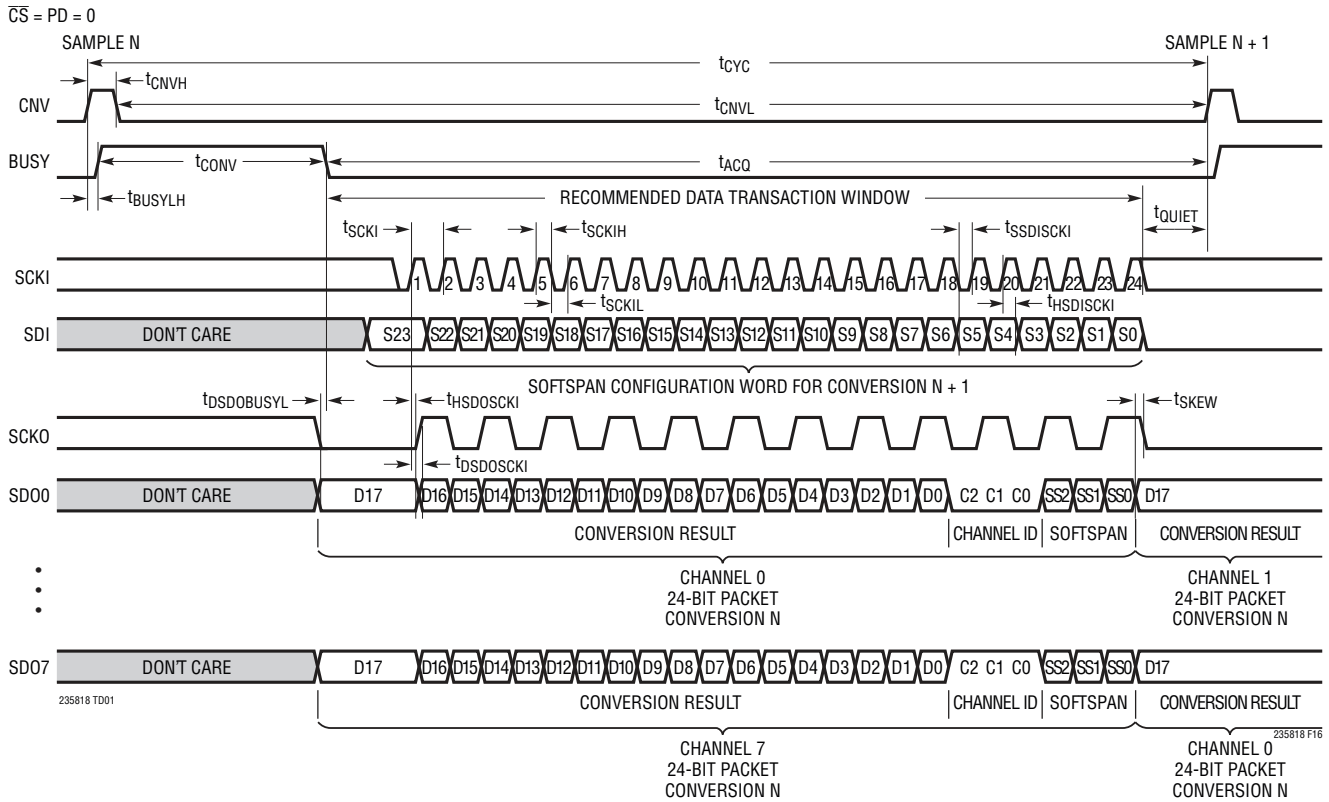 CS = PD = 0
SAMPLE N SAMPLE N + 1
tCYC
tCNVH
CNV tCNVL
BUSY tCONV tACQ
tBUSYLH RECOMMENDED DATA TRANSACTION WINDOW
tQUIET
tSCKI tSCKIH tSSDISCKI
SCKI 1 2 3 4 5 6 7 8 9 10 11 12 13 14 15 16 17 18 19 20 21 22 23 24
tSCKIL tHSDISCKI
SDI DON'T CARE S23 S22 S21 S20 S19 S18 S17 S16 S15 S14 S13 S12 S11 S10 S9 S8 S7 S6 S5 S4 S3 S2 S1 S0
SOFTSPAN CONFIGURATION WORD FOR CONVERSION N + 1
tDSDOBUSYL tHSDOSCKI tSKEW
SCKO
tDSDOSCKI
SDO0 DON'T CARE D17 D16 D15 D14 D13 D12 D11 D10 D9 D8 D7 D6 D5 D4 D3 D2 D1 D0 C2 C1 C0 SS2 SS1 SS0 D17
CONVERSION RESULT CHANNEL ID SOFTSPAN CONVERSION RESULT
CHANNEL 0 CHANNEL 1
24-BIT PACKET 24-BIT PACKET
CONVERSION N CONVERSION N
SDO7 DON'T CARE D17 D16 D15 D14 D13 D12 D11 D10 D9 D8 D7 D6 D5 D4 D3 D2 D1 D0 C2 C1 C0 SS2 SS1 SS0 D17
235818 TD01 CONVERSION RESULT CHANNEL ID SOFTSPAN CONVERSION RESULT
235818 F16
CHANNEL 7 CHANNEL 0
24-BIT PACKET 24-BIT PACKET
CONVERSION N CONVERSION N